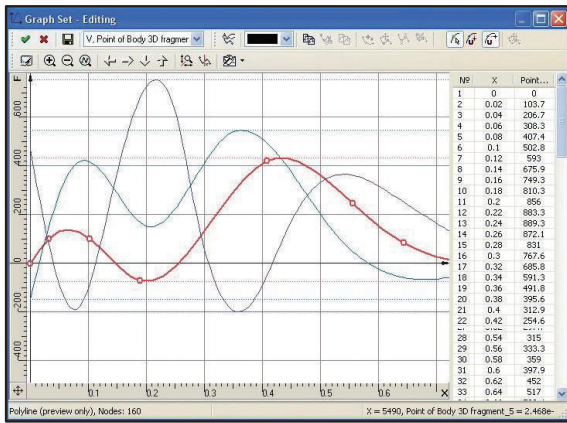 Graph Set - Editing
V, Point of Body 3D fragmer
F
600
400
200
0
-200
-400
0.1 0.2 0.3 0.4 0.5 0.6 X
№ X Point...
1 0 0
2 0.02 103.7
3 0.04 206.7
4 0.06 308.3
5 0.08 407.4
6 0.1 502.8
7 0.12 593
8 0.14 675.9
9 0.16 749.3
10 0.18 810.3
11 0.2 856
12 0.22 883.3
13 0.24 889.3
14 0.26 872.1
15 0.28 831
16 0.3 767.6
17 0.32 685.8
18 0.34 591.3
19 0.36 491.8
20 0.38 395.6
21 0.4 312.9
22 0.42 254.6
28 0.54 315
29 0.56 333.3
30 0.58 359
31 0.6 397.9
32 0.62 452
33 0.64 517
Polyline (preview only), Nodes: 160
X = 5490, Point of Body 3D fragment_5 = 2.468e-